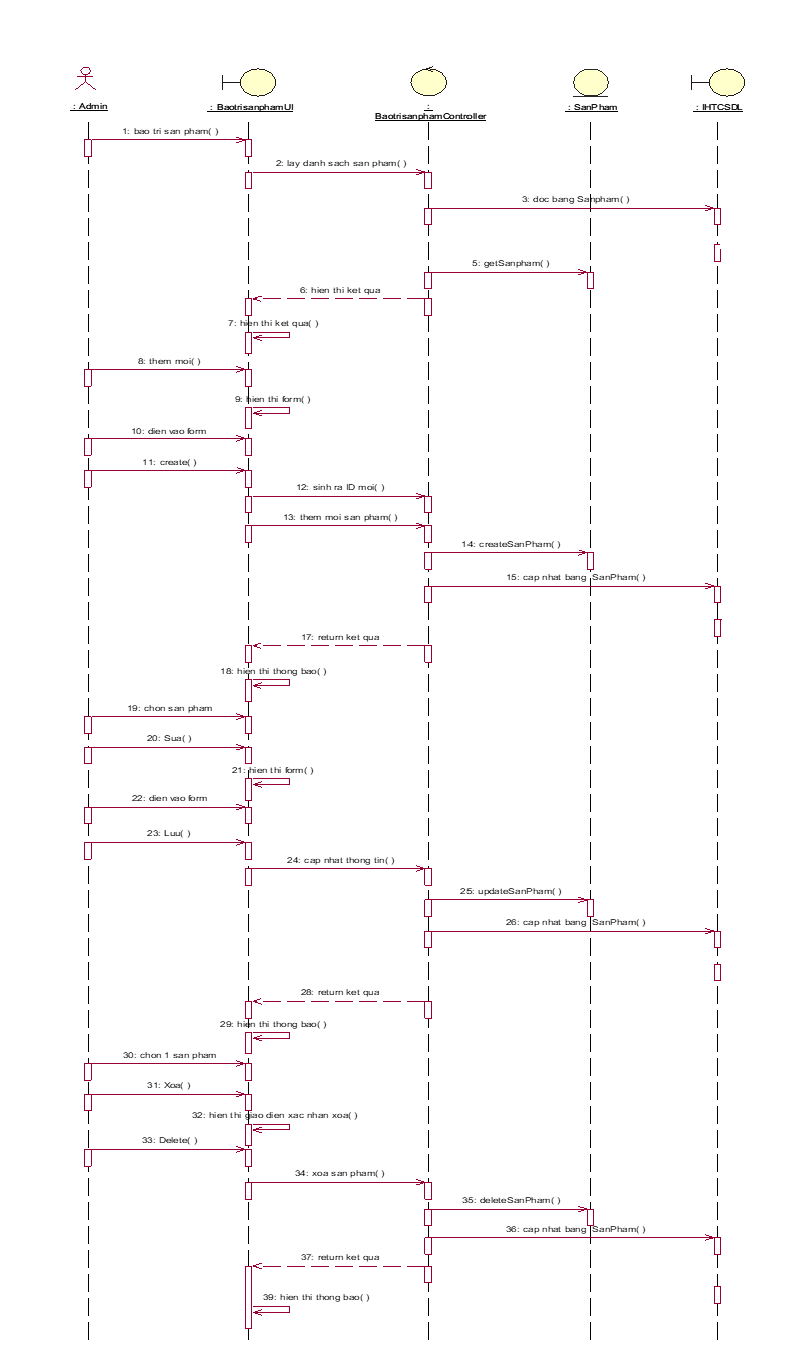 : Admin
: BaotrisanphamUI
:
BaotrisanphamController
: SanPham
: IHTCSDL
1: bao tri san pham( )
2: lay danh sach san pham( )
3: doc bang Sanpham( )
5: getSanpham( )
6: hien thi ket qua
7: hien thi ket qua( )
8: them moi( )
9: hien thi form( )
10: dien vao form
11: create( )
12: sinh ra ID moi( )
13: them moi san pham( )
14: createSanPham( )
15: cap nhat bang SanPham( )
17: return ket qua
18: hien thi thong bao( )
19: chon san pham
20: Sua( )
21: hien thi form( )
22: dien vao form
23: Luu( )
24: cap nhat thong tin( )
25: updateSanPham( )
26: cap nhat bang SanPham( )
28: return ket qua
29: hien thi thong bao( )
30: chon 1 san pham
31: Xoa( )
32: hien thi giao dien xac nhan xoa( )
33: Delete( )
34: xoa san pham( )
35: deleteSanPham( )
36: cap nhat bang SanPham( )
37: return ket qua
39: hien thi thong bao( )